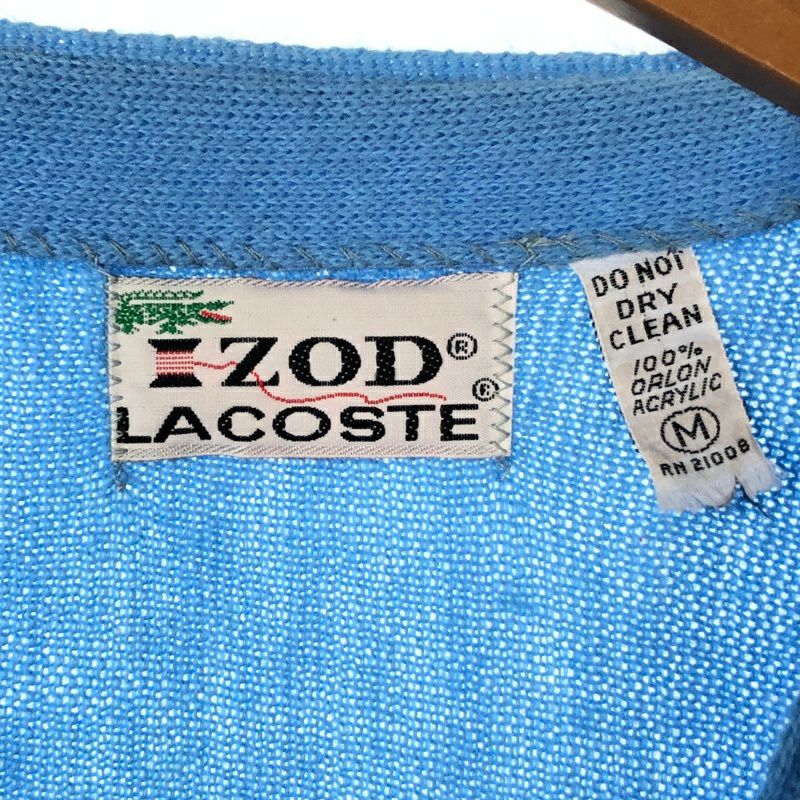 IZOD®
LACOSTE®
DO NOT
DRY
CLEAN
100%
ORLON
ACRYLIC
M
RN 21008